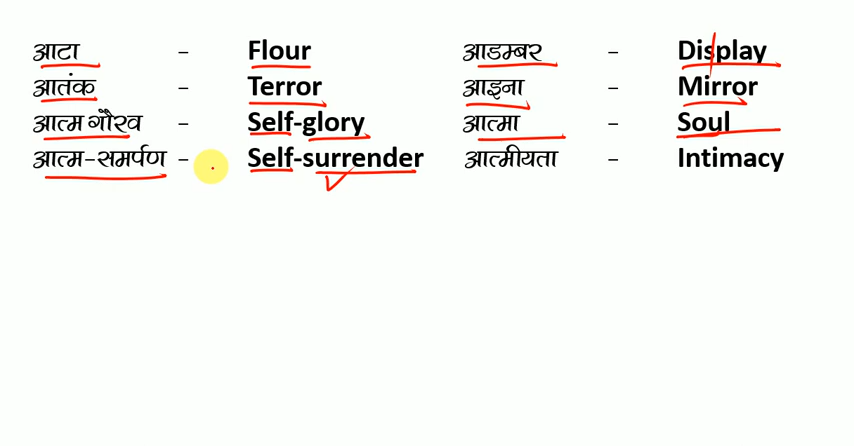 आटा - Flour आडम्बर - Display
आतंक - Terror आइना - Mirror
आत्म गौरव - Self-glory आत्मा - Soul
आत्म-समर्पण - Self-surrender आत्मीयता - Intimacy